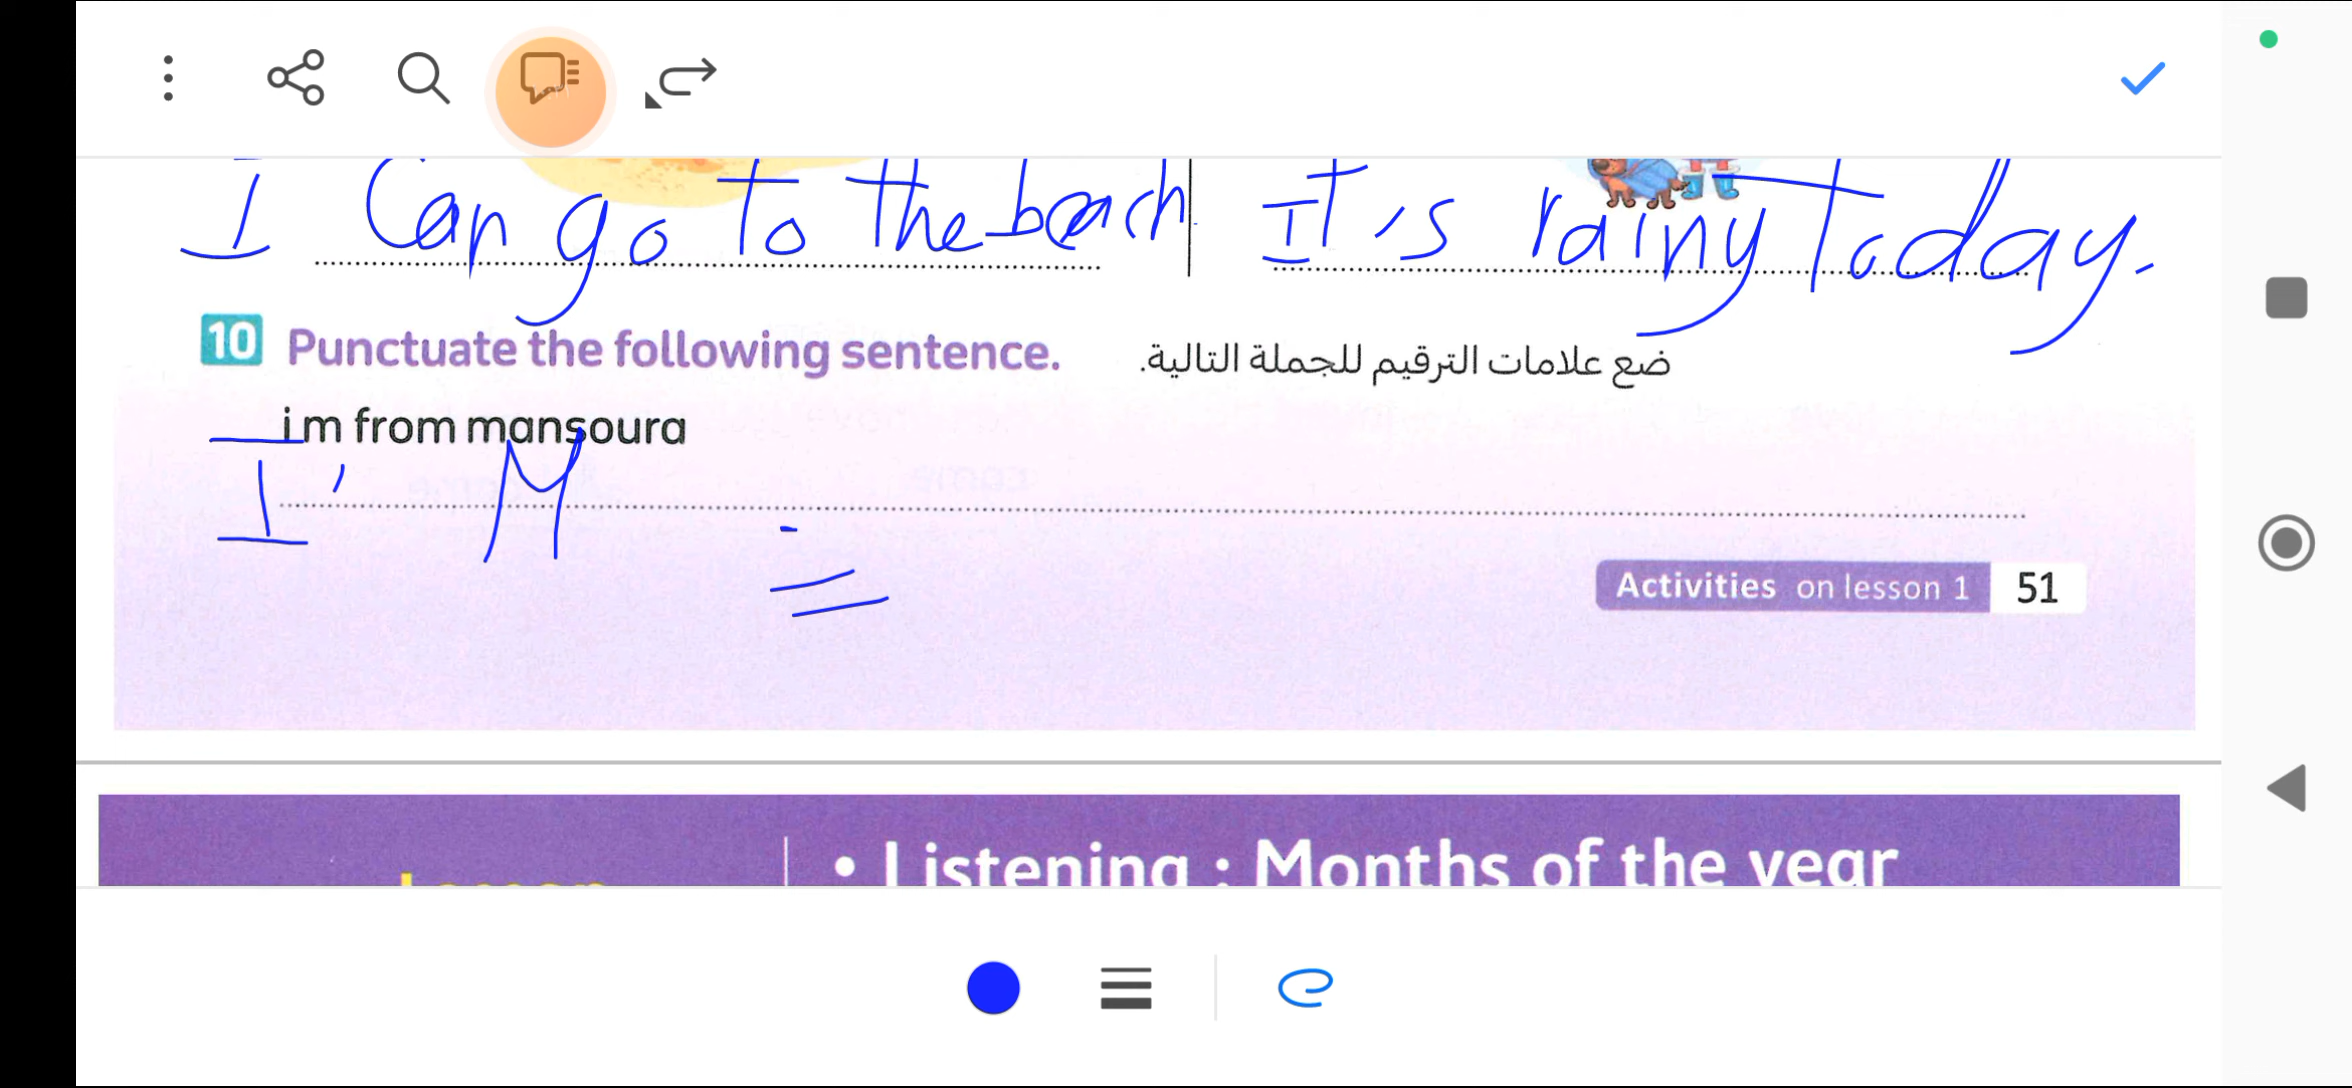 I Can go To The beach It is rainy Today.
10 Punctuate the following sentence. ضع علامات الترقيم للجملة التالية.
i m from mansoura
I ' M .
Activities on lesson 1 51
• Listening : Months of the year